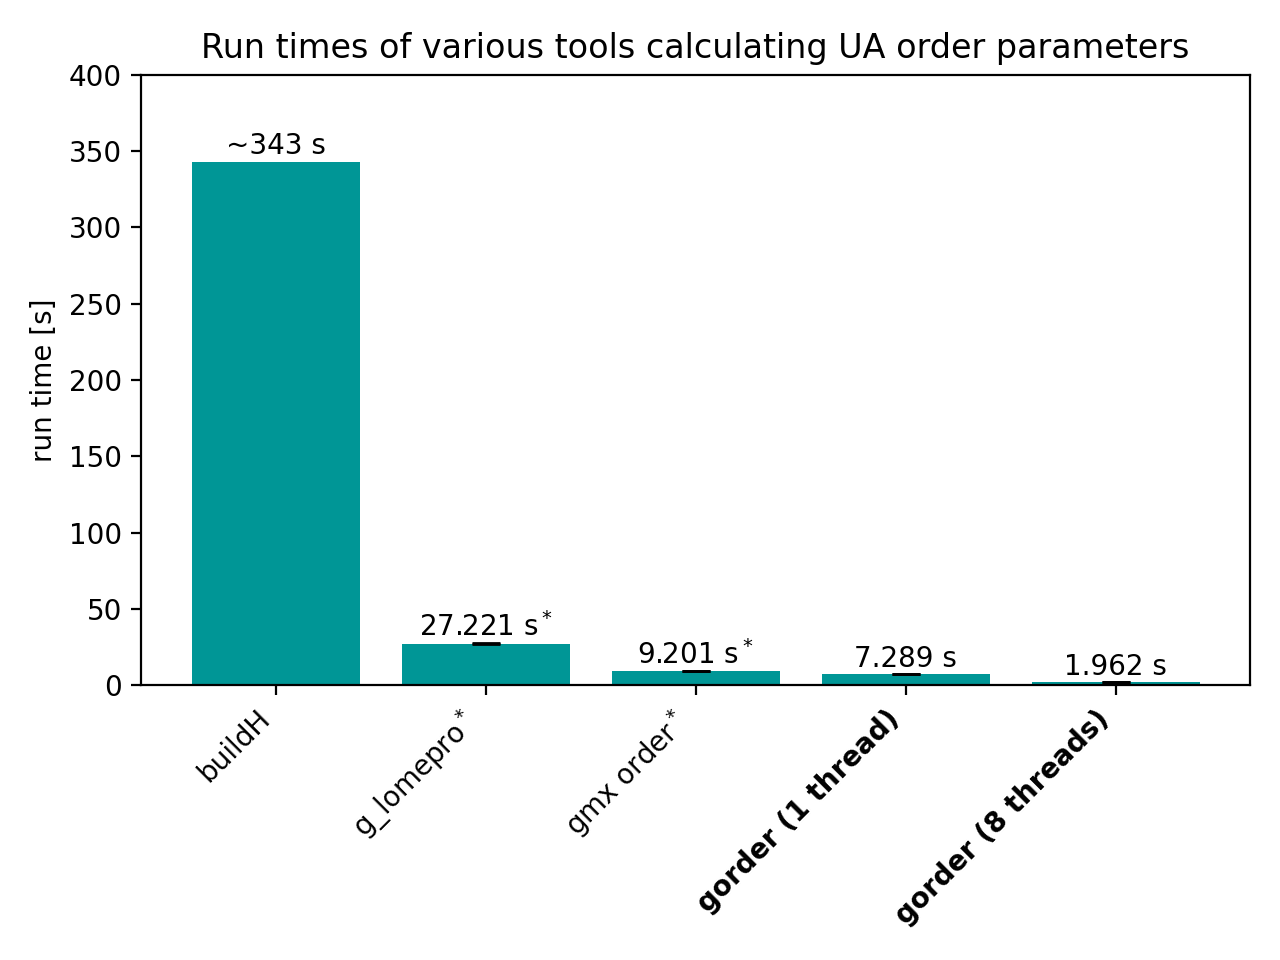 Run times of various tools calculating UA order parameters
400
350
300
250
200
150
100
50
0
run time [s]
~343 s
27.221 s*
9.201 s*
7.289 s
1.962 s
buildH
g_lomepro*
gmx order*
gorder (1 thread)
gorder (8 threads)